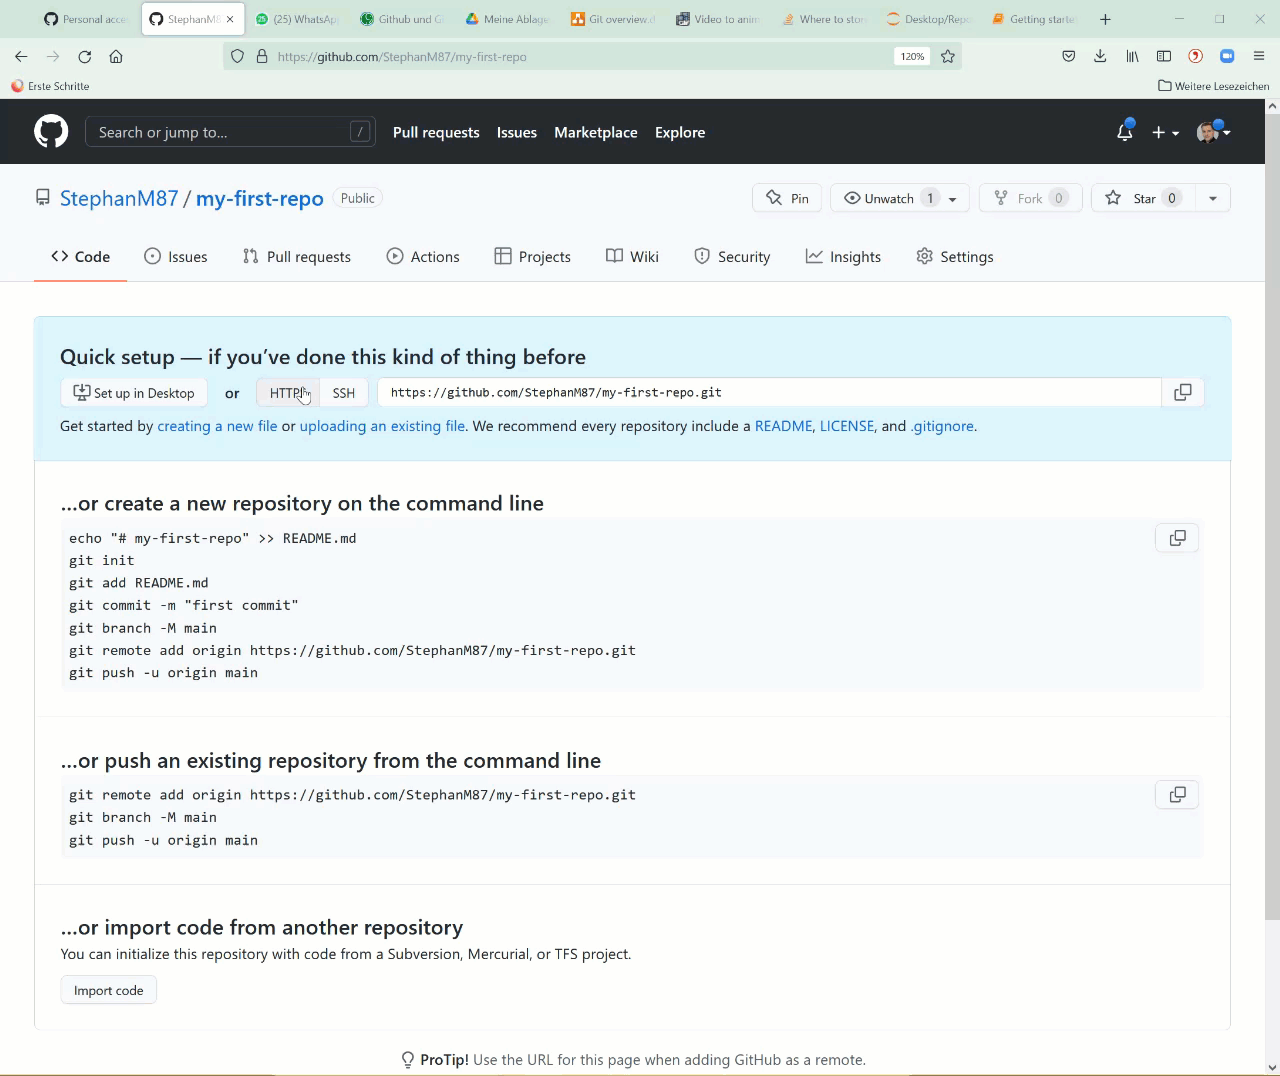 Personal acce
StephanM8
(25) WhatsAp
Github und G
Meine Ablage
Git overview.d
Video to anim
Where to stor
Desktop/Repo
Getting starte
https://github.com/StephanM87/my-first-repo
120%
Erste Schritte
Weitere Lesezeichen
Search or jump to...
/
Pull requests
Issues
Marketplace
Explore
StephanM87 / my-first-repo
Public
Pin
Unwatch 1
Fork 0
Star 0
Code
Issues
Pull requests
Actions
Projects
Wiki
Security
Insights
Settings
Quick setup — if you’ve done this kind of thing before
Set up in Desktop or SSH https://github.com/StephanM87/my-first-repo.git
Get started by creating a new file or uploading an existing file. We recommend every repository include a README, LICENSE, and .gitignore.
…or create a new repository on the command line
echo "# my-first-repo" >> README.md
git init
git add README.md
git commit -m "first commit"
git branch -M main
git remote add origin https://github.com/StephanM87/my-first-repo.git
git push -u origin main
…or push an existing repository from the command line
git remote add origin https://github.com/StephanM87/my-first-repo.git
git branch -M main
git push -u origin main
…or import code from another repository
You can initialize this repository with code from a Subversion, Mercurial, or TFS project.
Import code
ProTip! Use the URL for this page when adding GitHub as a remote.